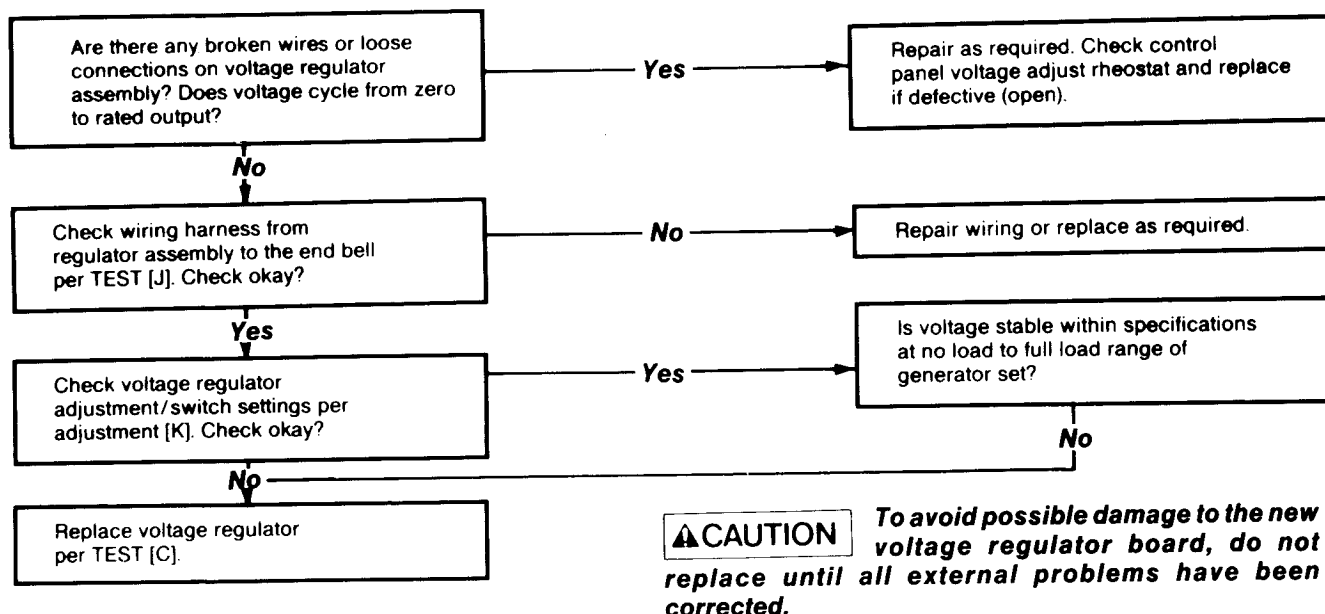 Are there any broken wires or loose
connections on voltage regulator
assembly? Does voltage cycle from zero
to rated output?
Yes
Repair as required. Check control
panel voltage adjust rheostat and replace
if defective (open).
No
Check wiring harness from
regulator assembly to the end bell
per TEST [J]. Check okay?
No
Repair wiring or replace as required.
Yes
Check voltage regulator
adjustment/switch settings per
adjustment [K]. Check okay?
Yes
Is voltage stable within specifications
at no load to full load range of
generator set?
No
No
Replace voltage regulator
per TEST [C].
CAUTION To avoid possible damage to the new
voltage regulator board, do not
replace until all external problems have been
corrected.